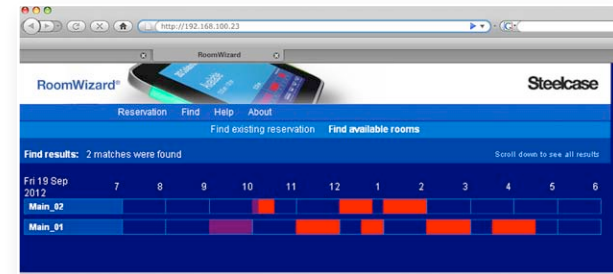 http://192.168.100.23
RoomWizard
RoomWizard®
Steelcase
Reservation Find Help About
Find existing reservation Find available rooms
Find results: 2 matches were found
Scroll down to see all results
Fri 19 Sep
2012
7 8 9 10 11 12 1 2 3 4 5 6
Main_02
Main_01